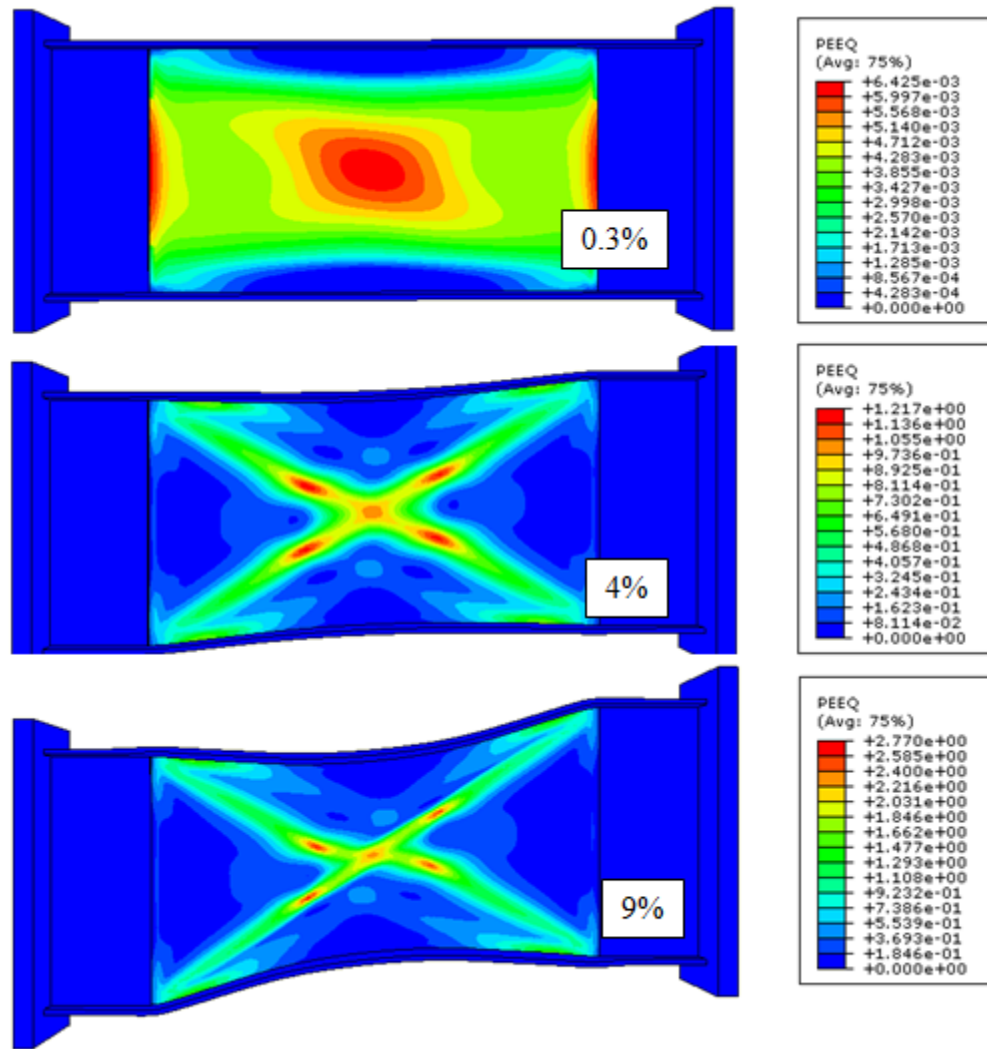 PEEQ
(Avg: 75%)
+6.425e-03
+5.997e-03
+5.568e-03
+5.140e-03
+4.712e-03
+4.283e-03
+3.855e-03
+3.427e-03
+2.998e-03
+2.570e-03
+2.142e-03
+1.713e-03
+1.285e-03
+8.567e-04
+4.283e-04
+0.000e+00
0.3%
PEEQ
(Avg: 75%)
+1.217e+00
+1.136e+00
+1.055e+00
+9.736e-01
+8.925e-01
+8.114e-01
+7.302e-01
+6.491e-01
+5.680e-01
+4.868e-01
+4.057e-01
+3.245e-01
+2.434e-01
+1.623e-01
+8.114e-02
+0.000e+00
4%
PEEQ
(Avg: 75%)
+2.770e+00
+2.585e+00
+2.400e+00
+2.216e+00
+2.031e+00
+1.846e+00
+1.662e+00
+1.477e+00
+1.293e+00
+1.108e+00
+9.232e-01
+7.386e-01
+5.539e-01
+3.693e-01
+1.846e-01
+0.000e+00
9%